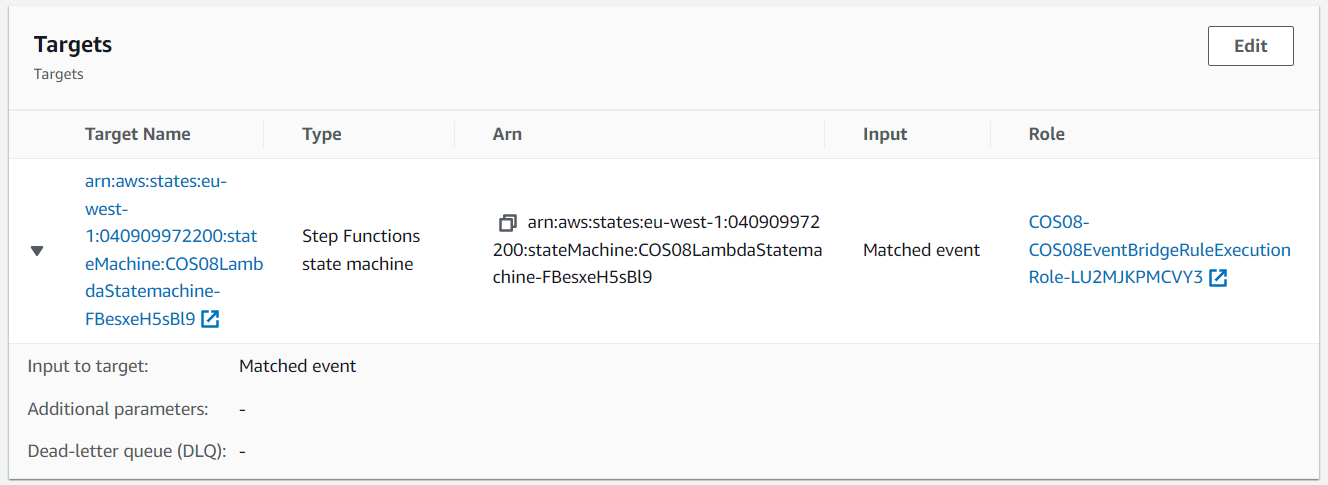 Targets
Edit
Targets
Target Name
Type
Arn
Input
Role
arn:aws:states:eu-
west-
1:040909972200:stat
eMachine:COS08Lamb
daStatemachine-
FBesxeH5sBl9
Step Functions
state machine
arn:aws:states:eu-west-1:040909972
200:stateMachine:COS08LambdaStatema
chine-FBesxeH5sBl9
Matched event
COS08-
COS08EventBridgeRuleExecution
Role-LU2MJKPMCVY3
Input to target: Matched event
Additional parameters: -
Dead-letter queue (DLQ): -